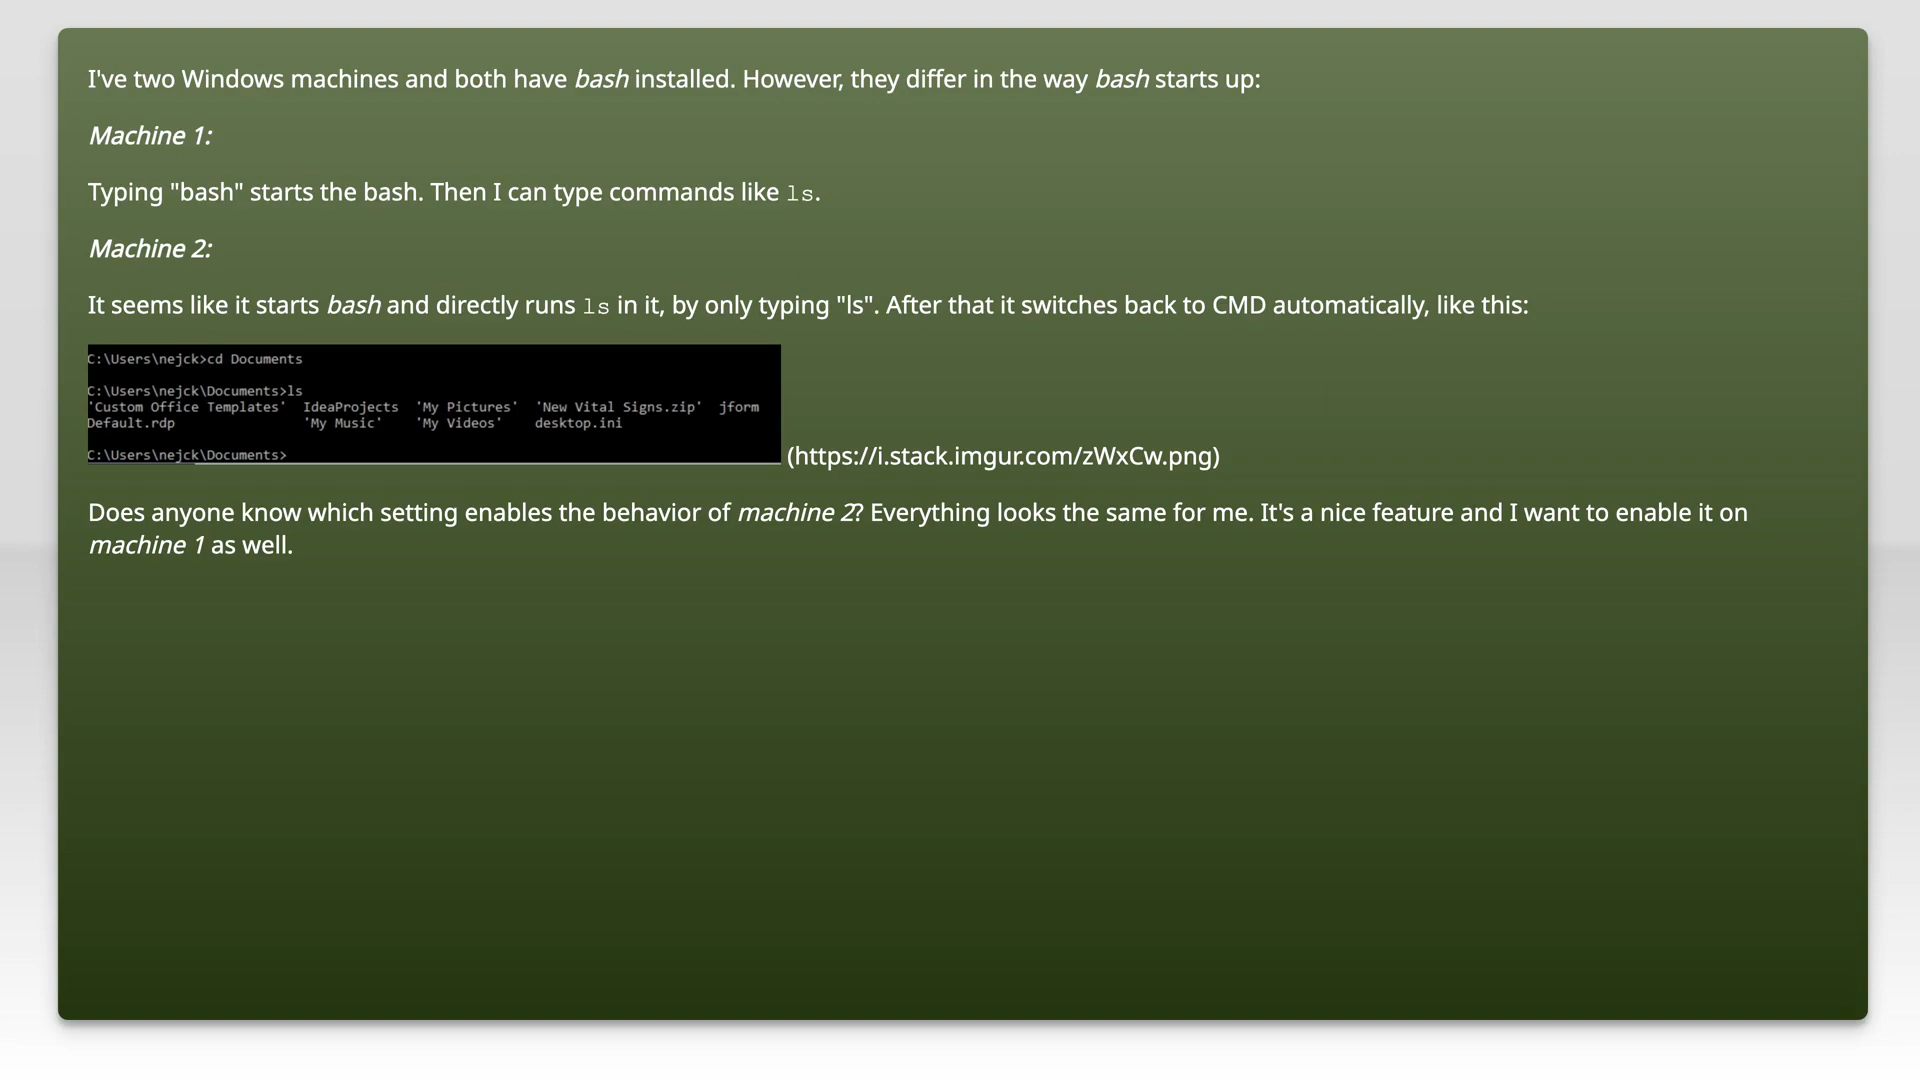 I've two Windows machines and both have bash installed. However, they differ in the way bash starts up:
Machine 1:
Typing "bash" starts the bash. Then I can type commands like ls.
Machine 2:
It seems like it starts bash and directly runs ls in it, by only typing "ls". After that it switches back to CMD automatically, like this:
C:\Users\nejck>cd Documents
C:\Users\nejck\Documents>ls
'Custom Office Templates'  IdeaProjects  'My Pictures'  'New Vital Signs.zip'  jform
Default.rdp  'My Music'  'My Videos'  desktop.ini
C:\Users\nejck\Documents>
(https://i.stack.imgur.com/zWxCw.png)
Does anyone know which setting enables the behavior of machine 2? Everything looks the same for me. It's a nice feature and I want to enable it on
machine 1 as well.